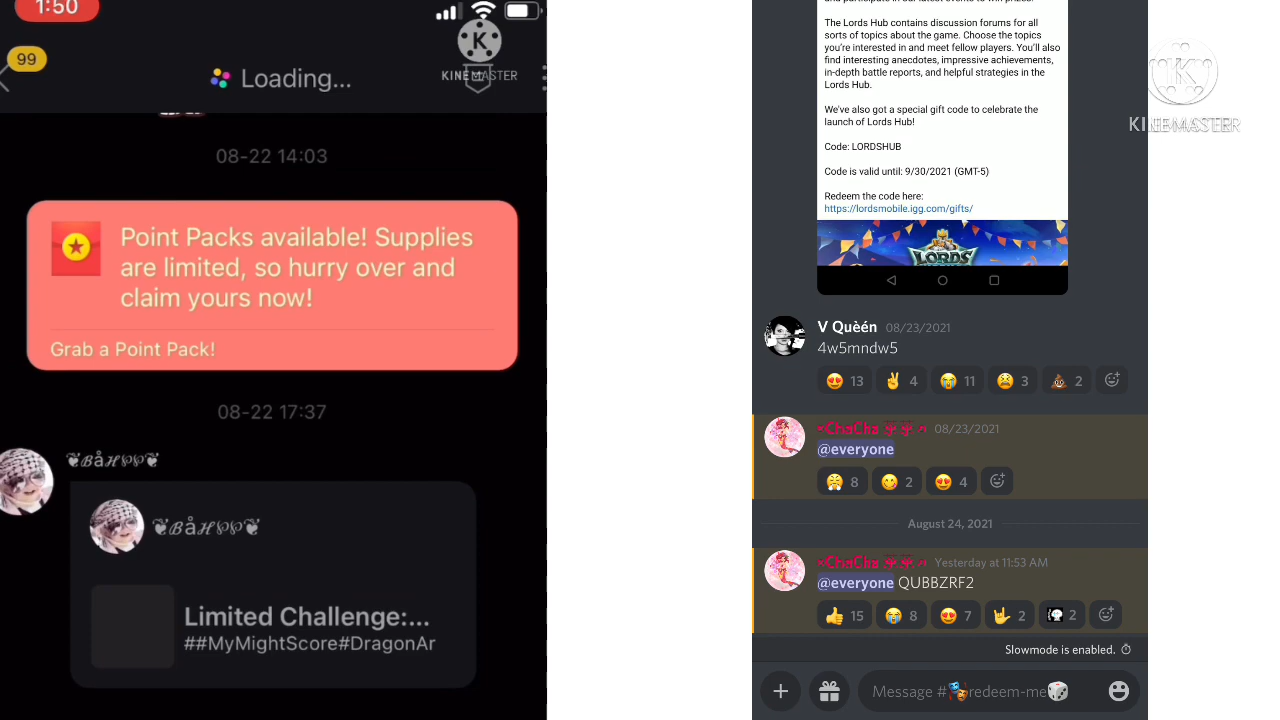 1:50
99
Loading...
KINEMASTER
08-22 14:03
Point Packs available! Supplies
are limited, so hurry over and
claim yours now!
Grab a Point Pack!
08-22 17:37
❦𝓑å𝓗℘℘❦
❦𝓑å𝓗℘℘❦
Limited Challenge:...
##MyMightScore#DragonAr
The Lords Hub contains discussion forums for all
sorts of topics about the game. Choose the topics
you're interested in and meet fellow players. You'll also
find interesting anecdotes, impressive achievements,
in-depth battle reports, and helpful strategies in the
Lords Hub.
We've also got a special gift code to celebrate the
launch of Lords Hub!
Code: LORDSHUB
Code is valid until: 9/30/2021 (GMT-5)
Redeem the code here:
https://lordsmobile.igg.com/gifts/
LORDS
V Quèén 08/23/2021
4w5mndw5
13 4 11 3 2
ChaCha 08/23/2021
@everyone
8 2 4
August 24, 2021
ChaCha Yesterday at 11:53 AM
@everyone QUBBZRF2
15 8 7 2 2
Slowmode is enabled.
Message #🎭redeem-me🎲
KINEMASTER